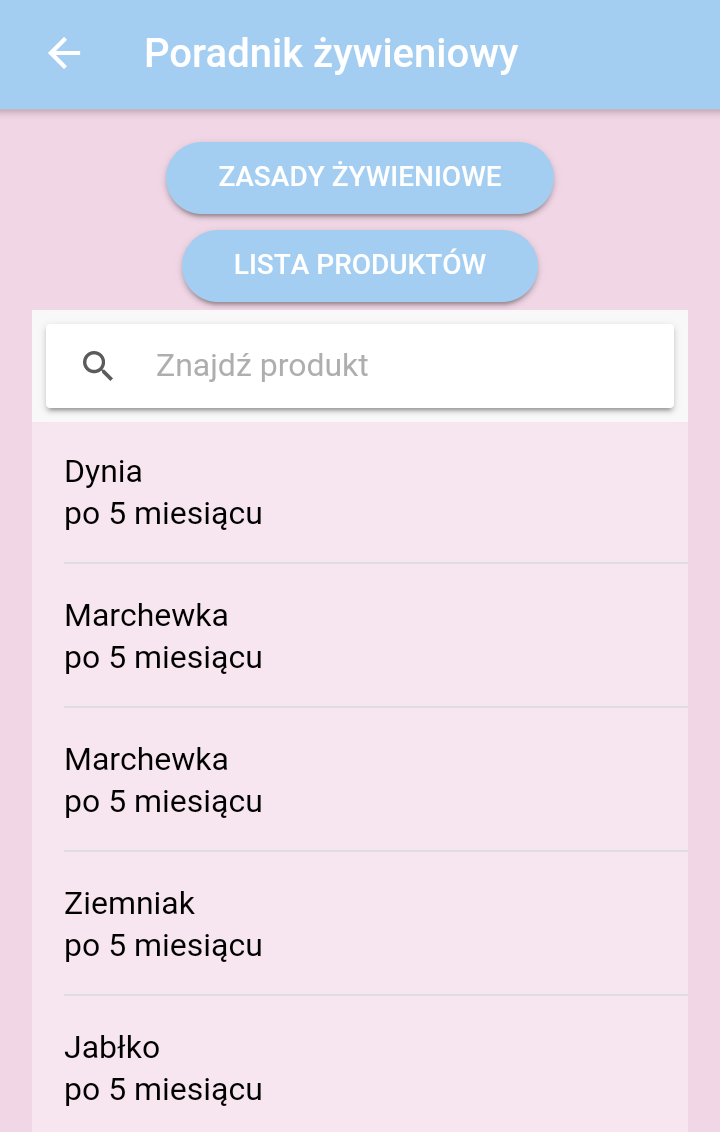 Poradnik żywieniowy
ZASADY ŻYWIENIOWE
LISTA PRODUKTÓW
Znajdź produkt
Dynia
po 5 miesiącu
Marchewka
po 5 miesiącu
Marchewka
po 5 miesiącu
Ziemniak
po 5 miesiącu
Jabłko
po 5 miesiącu